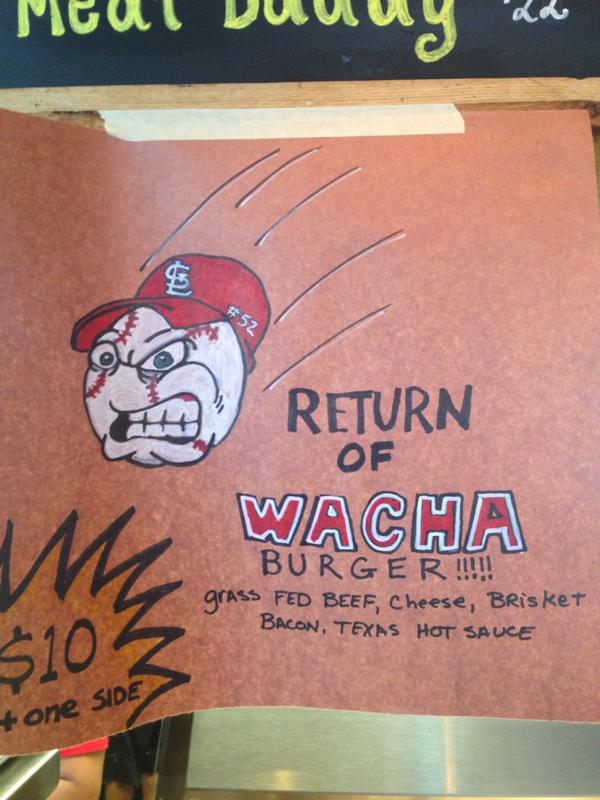 Meat Daddy '22
STL
#52
RETURN
OF
WACHA
BURGER!!!!!
grass FED BEEF, Cheese, BRISKET
BACON, TEXAS HOT SAUCE
$10
+ one SIDE